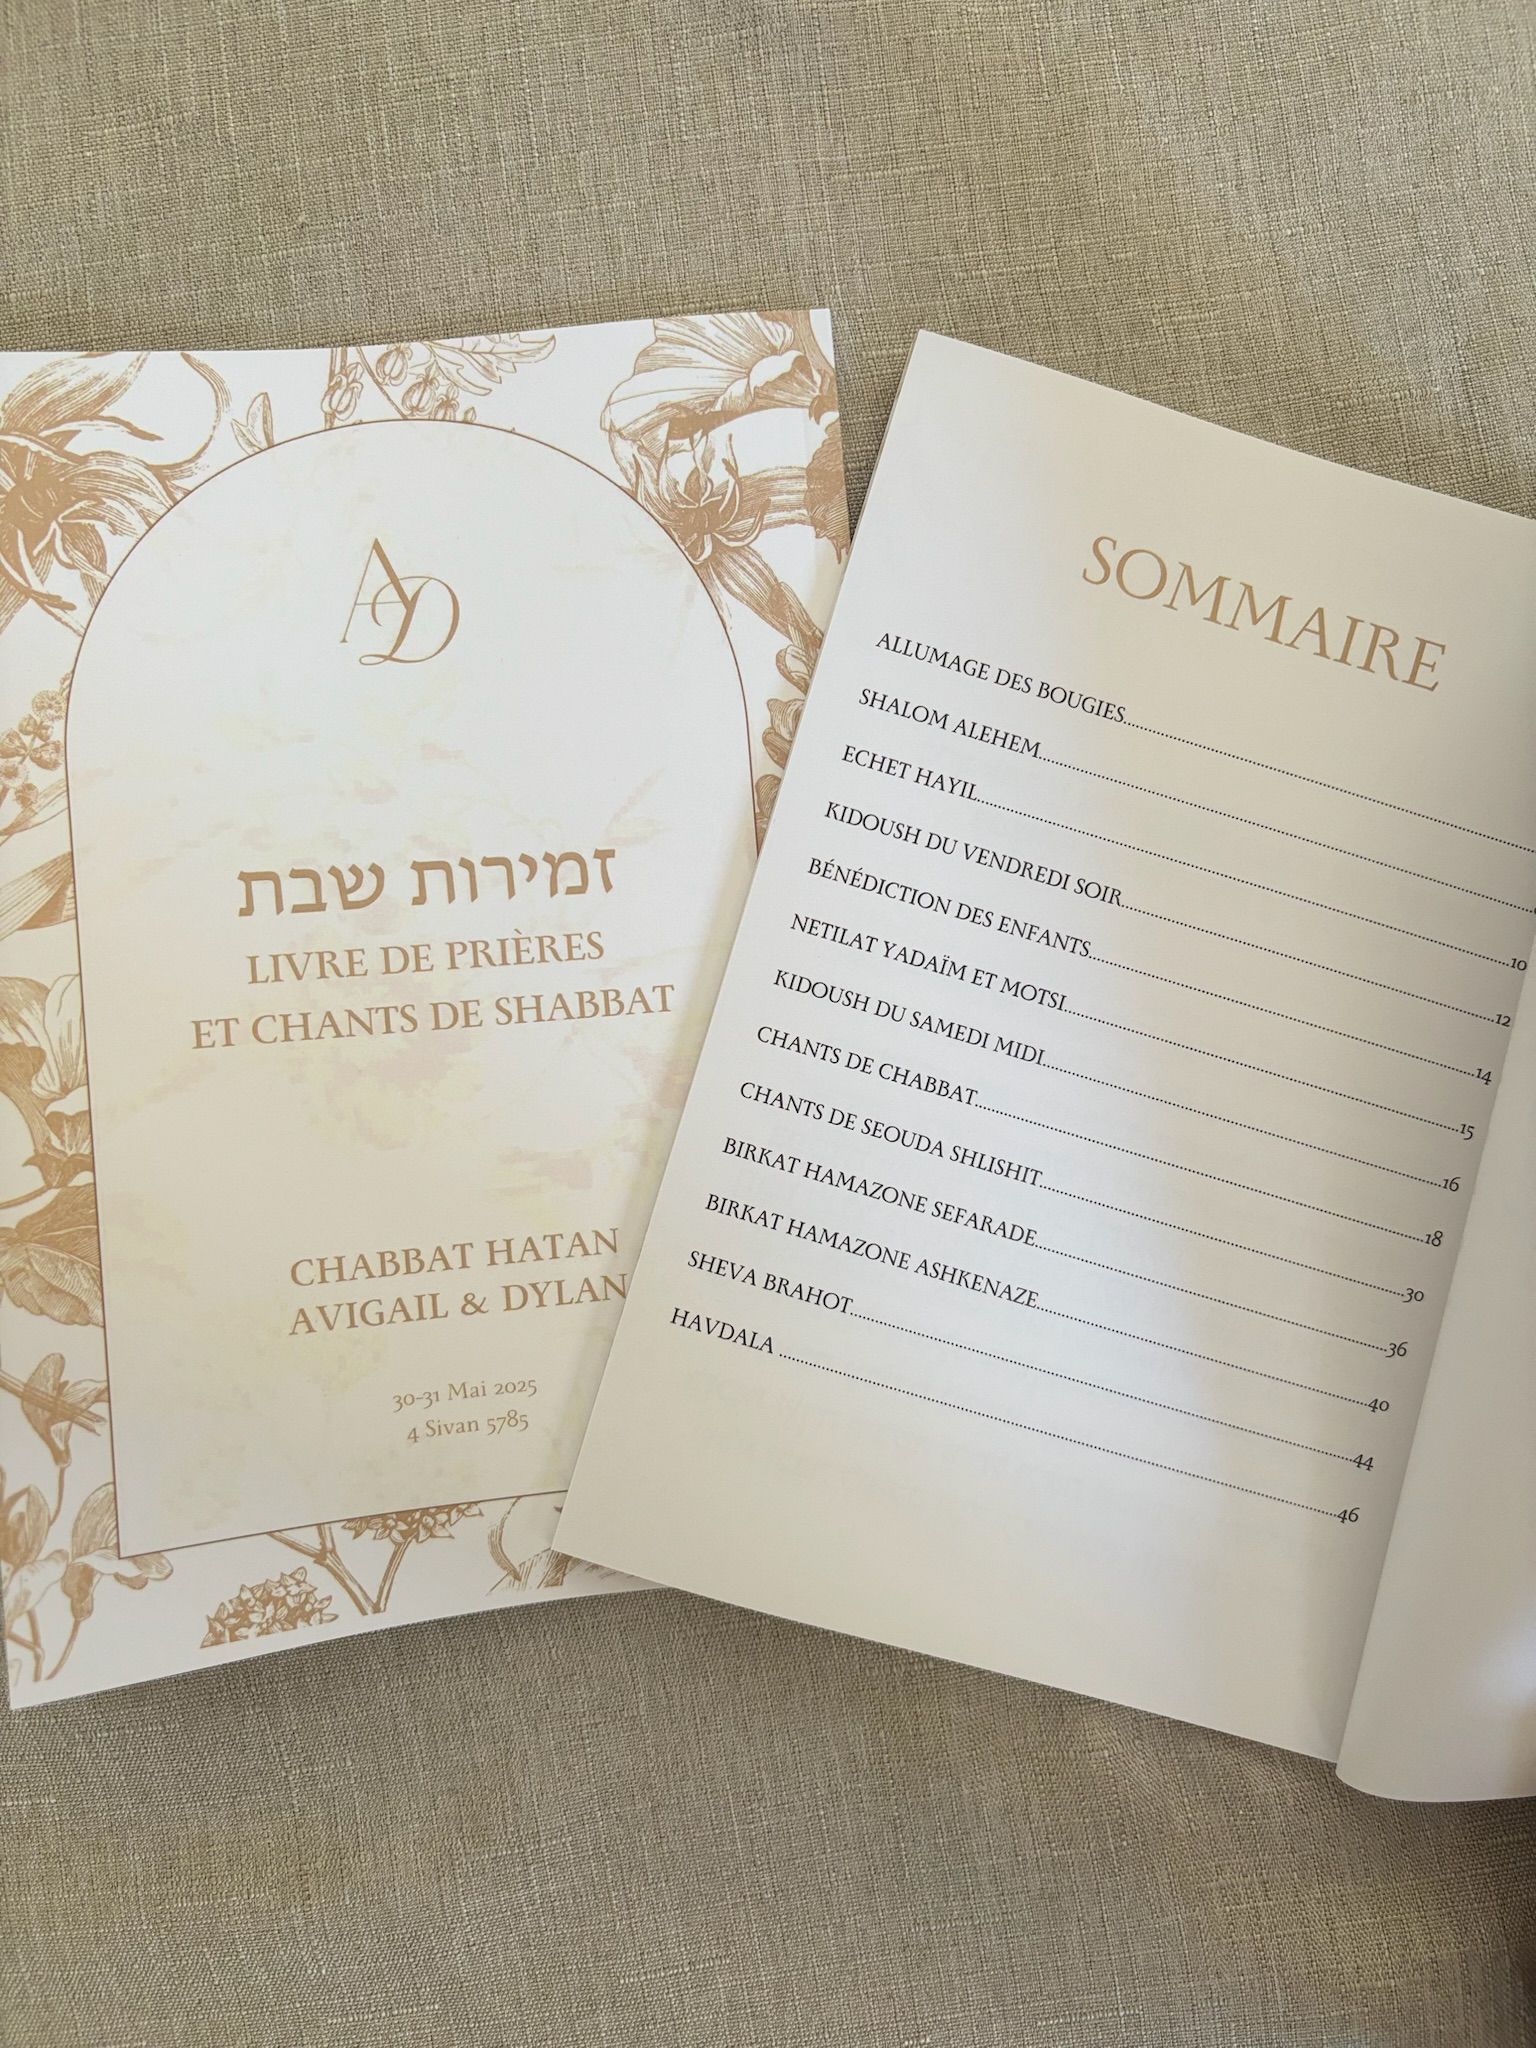 AD
זמירות שבת
LIVRE DE PRIÈRES
ET CHANTS DE SHABBAT
CHABBAT HATAN
AVIGAIL & DYLAN
30-31 Mai 2025
4 Sivan 5785
SOMMAIRE
ALLUMAGE DES BOUGIES
SHALOM ALEHEM
ECHET HAYIL 10
KIDOUSH DU VENDREDI SOIR 12
BÉNÉDICTION DES ENFANTS 14
NETILAT YADAÏM ET MOTSI 15
KIDOUSH DU SAMEDI MIDI 16
CHANTS DE CHABBAT 18
CHANTS DE SEOUDA SHLISHIT 30
BIRKAT HAMAZONE SEFARADE 36
BIRKAT HAMAZONE ASHKENAZE 40
SHEVA BRAHOT 44
HAVDALA 46